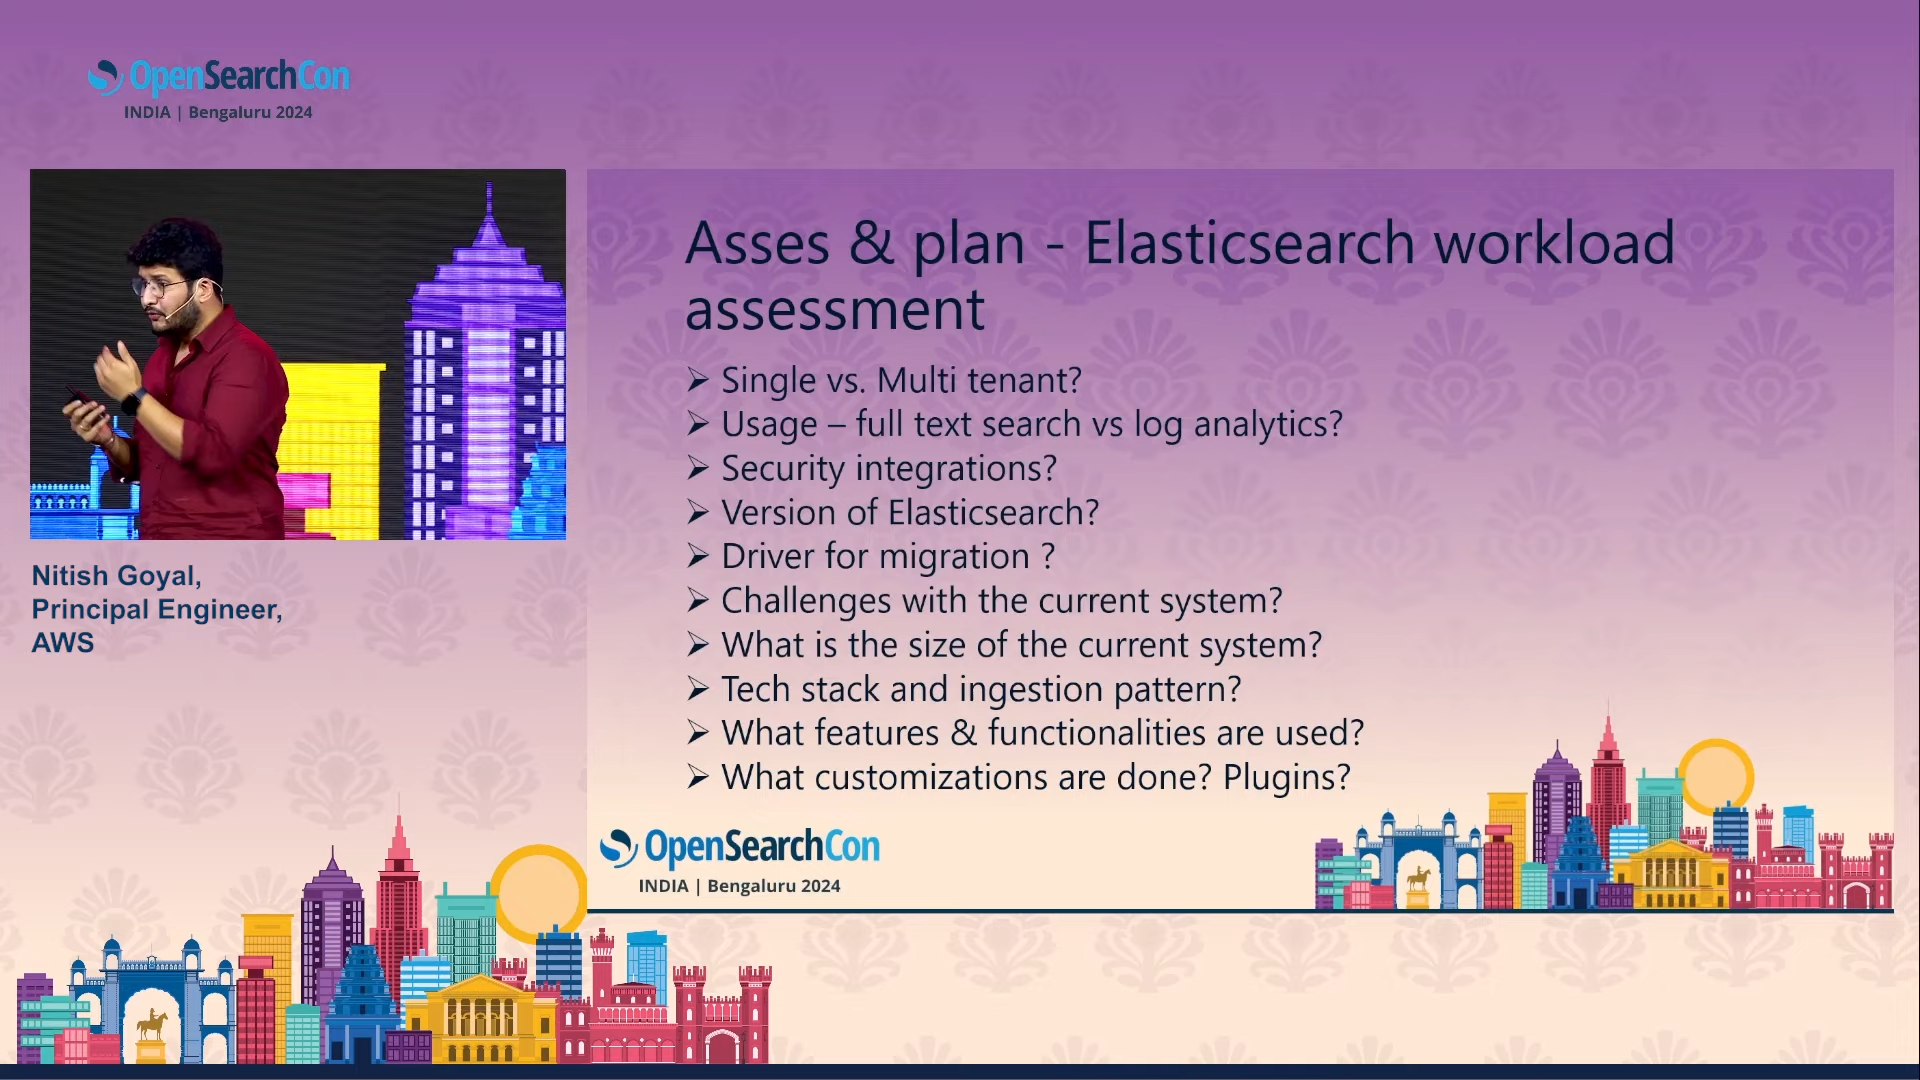 OpenSearchCon
INDIA | Bengaluru 2024
Nitish Goyal,
Principal Engineer,
AWS
Asses & plan - Elasticsearch workload
assessment
➢ Single vs. Multi tenant?
➢ Usage – full text search vs log analytics?
➢ Security integrations?
➢ Version of Elasticsearch?
➢ Driver for migration ?
➢ Challenges with the current system?
➢ What is the size of the current system?
➢ Tech stack and ingestion pattern?
➢ What features & functionalities are used?
➢ What customizations are done? Plugins?
OpenSearchCon
INDIA | Bengaluru 2024